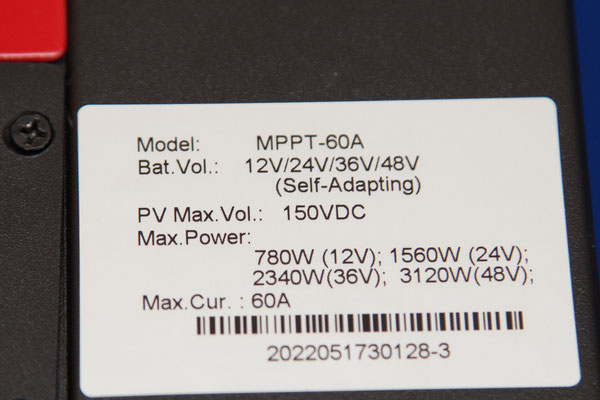 Model: MPPT-60A
Bat.Vol.: 12V/24V/36V/48V
(Self-Adapting)
PV Max.Vol.: 150VDC
Max.Power:
780W (12V); 1560W (24V);
2340W(36V); 3120W(48V);
Max.Cur. : 60A
2022051730128-3